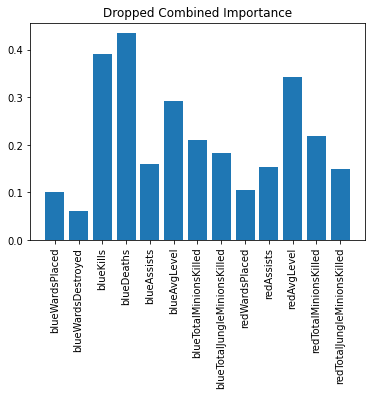 Dropped Combined Importance
0.4
0.3
0.2
0.1
0.0
blueWardsPlaced
blueWardsDestroyed
blueKills
blueDeaths
blueAssists
blueAvgLevel
blueTotalMinionsKilled
blueTotalJungleMinionsKilled
redWardsPlaced
redAssists
redAvgLevel
redTotalMinionsKilled
redTotalJungleMinionsKilled